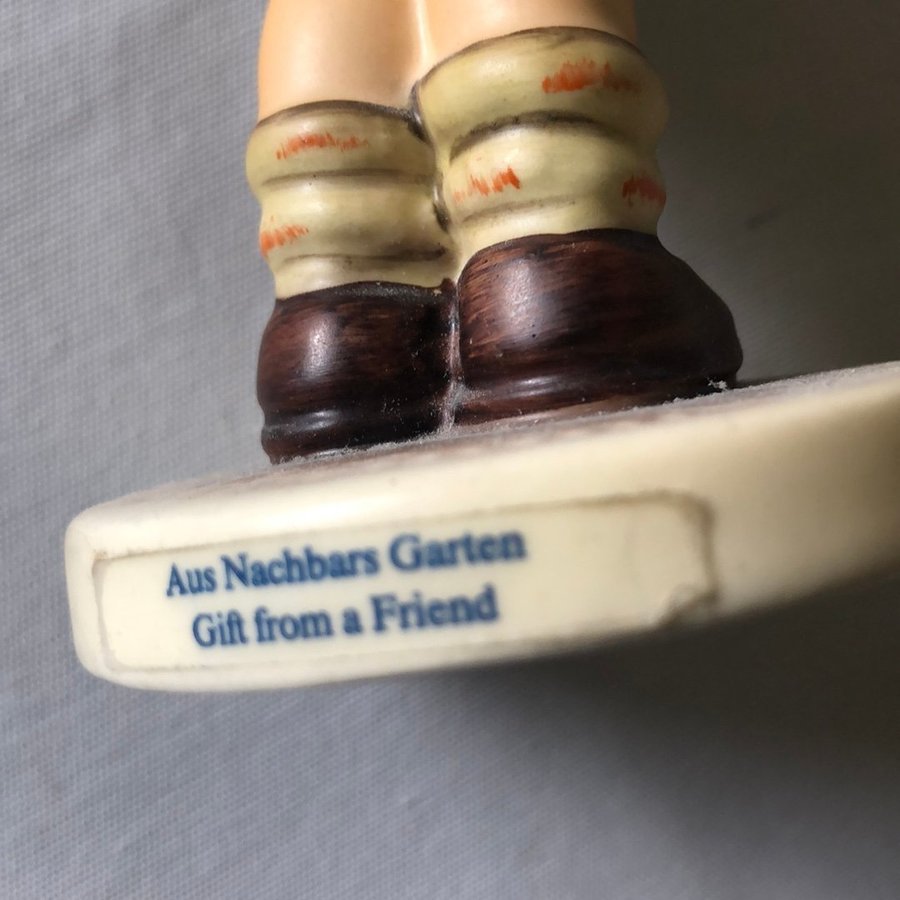 Aus Nachbars Garten
Gift from a Friend